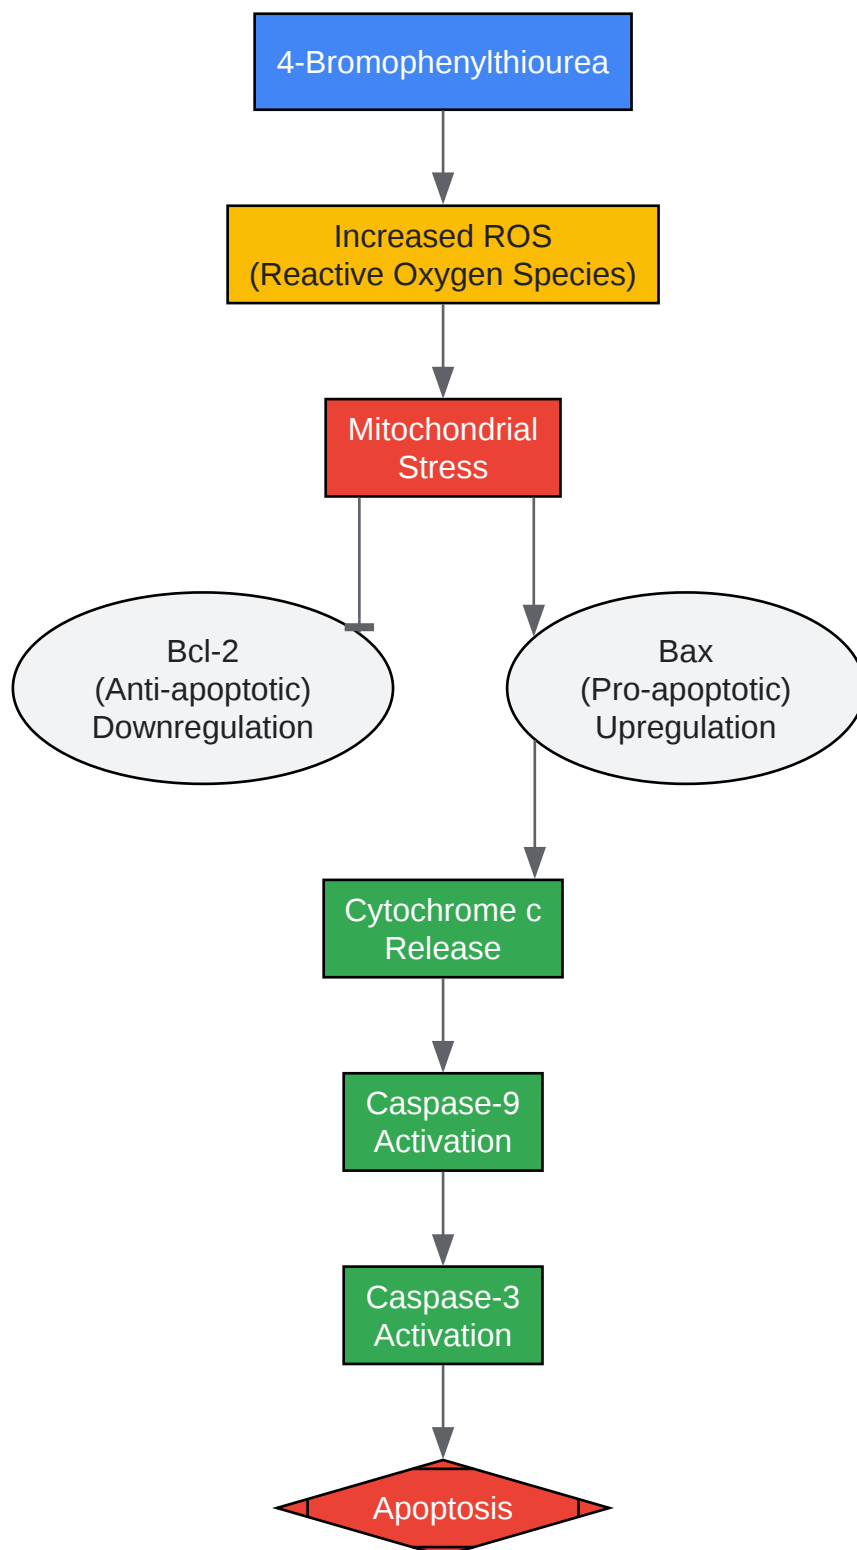 4-Bromophenylthiourea
Increased ROS
(Reactive Oxygen Species)
Mitochondrial
Stress
Bcl-2
(Anti-apoptotic)
Downregulation
Bax
(Pro-apoptotic)
Upregulation
Cytochrome c
Release
Caspase-9
Activation
Caspase-3
Activation
Apoptosis